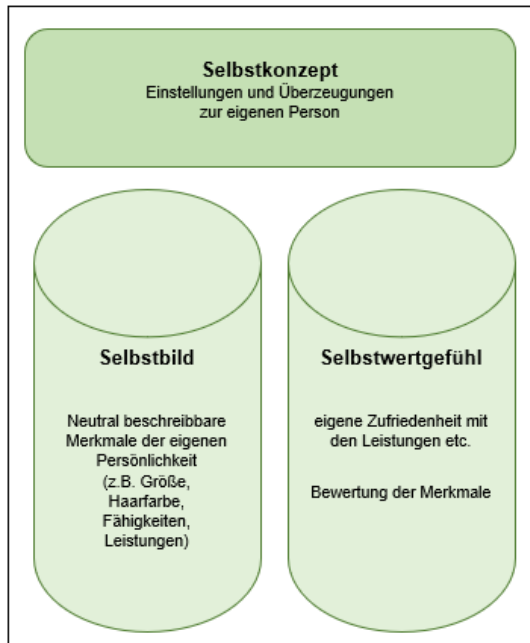 Selbstkonzept
Einstellungen und Überzeugungen
zur eigenen Person
Selbstbild
Neutral beschreibbare
Merkmale der eigenen
Persönlichkeit
(z.B. Größe,
Haarfarbe,
Fähigkeiten,
Leistungen)
Selbstwertgefühl
eigene Zufriedenheit mit
den Leistungen etc.
Bewertung der Merkmale